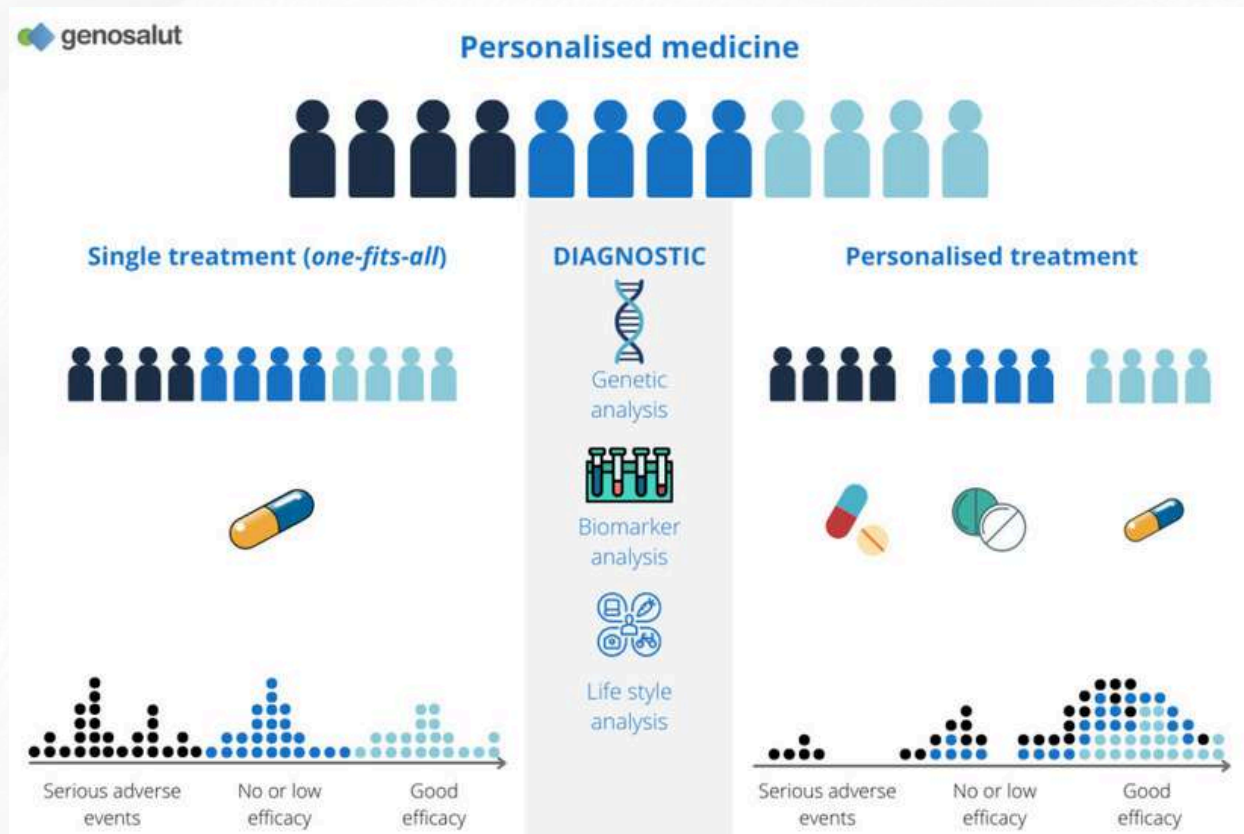 genosalut
Personalised medicine
Single treatment (one-fits-all)
DIAGNOSTIC
Personalised treatment
Genetic
analysis
Biomarker
analysis
Life style
analysis
Serious adverse
events
No or low
efficacy
Good
efficacy
Serious adverse
events
No or low
efficacy
Good
efficacy